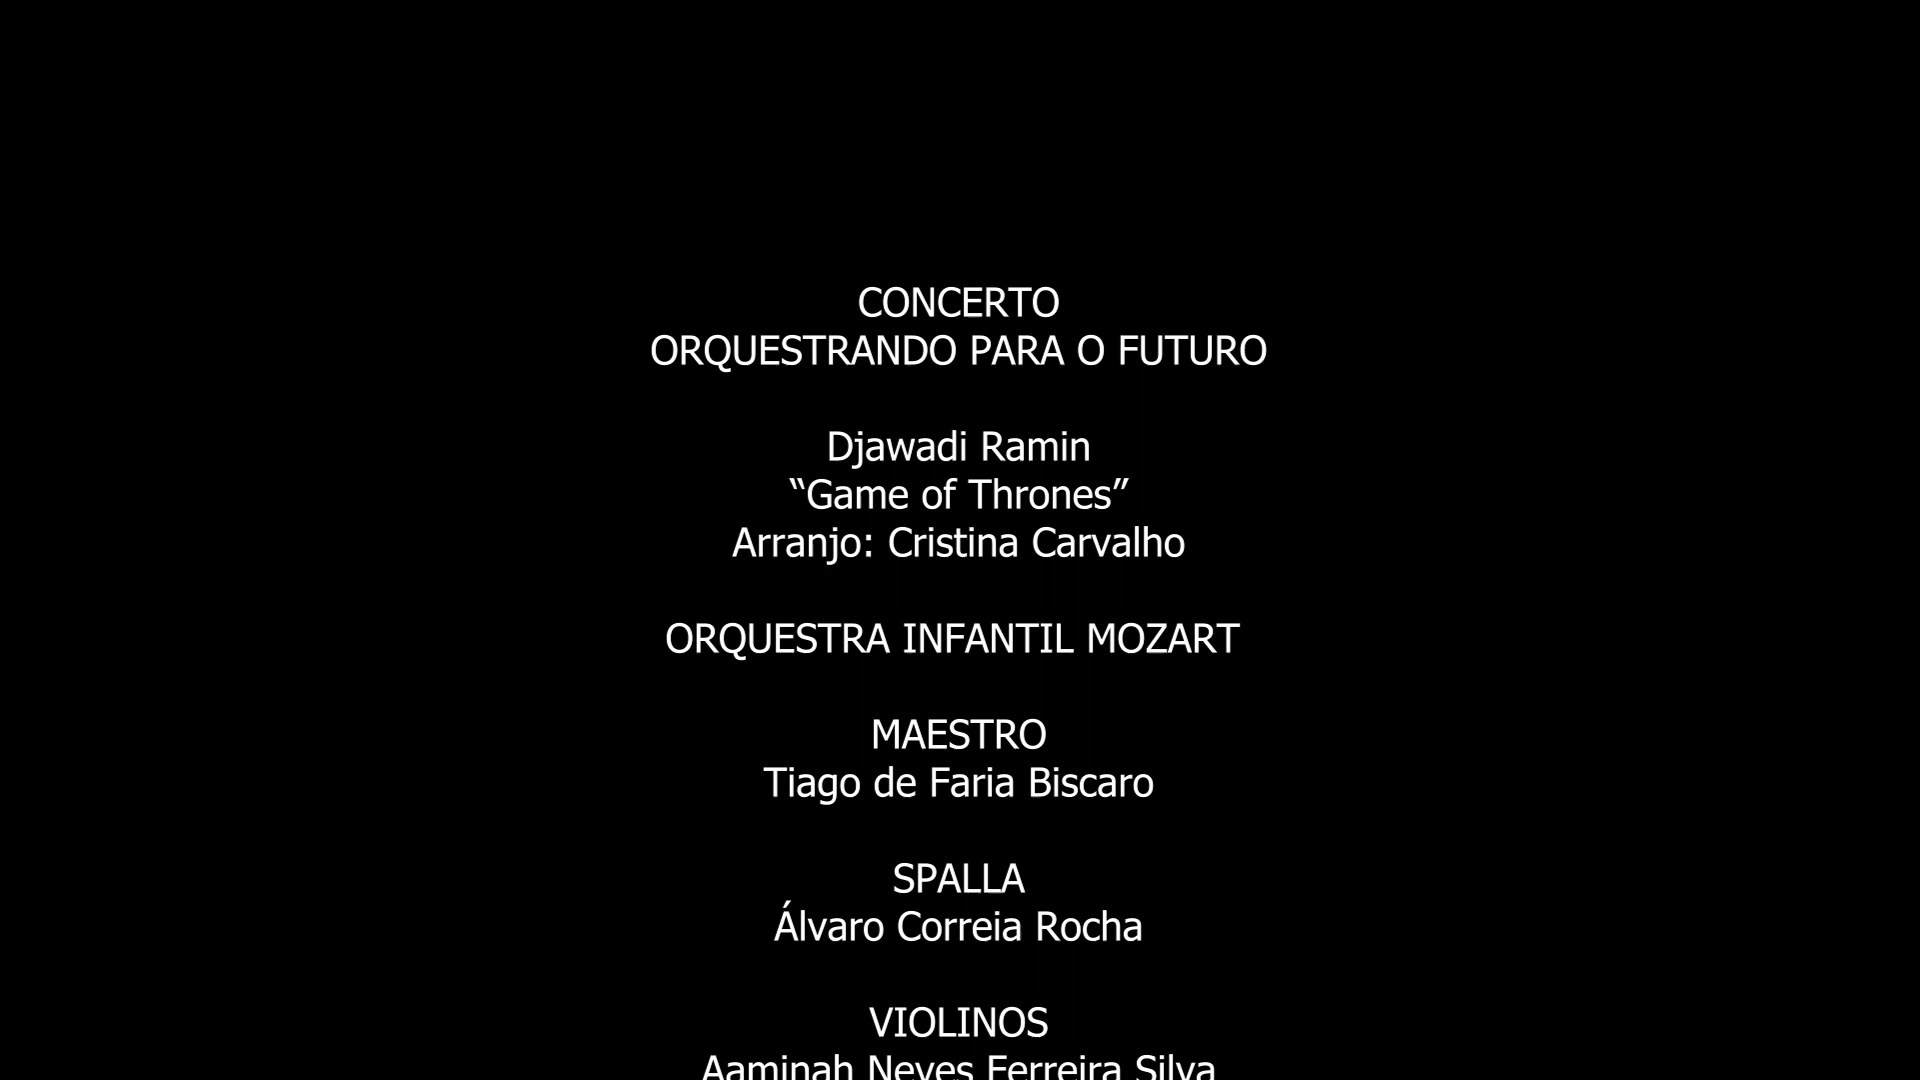 CONCERTO
ORQUESTRANDO PARA O FUTURO
Djawadi Ramin
“Game of Thrones”
Arranjo: Cristina Carvalho
ORQUESTRA INFANTIL MOZART
MAESTRO
Tiago de Faria Biscaro
SPALLA
Álvaro Correia Rocha
VIOLINOS
Aaminah Neves Ferreira Silva